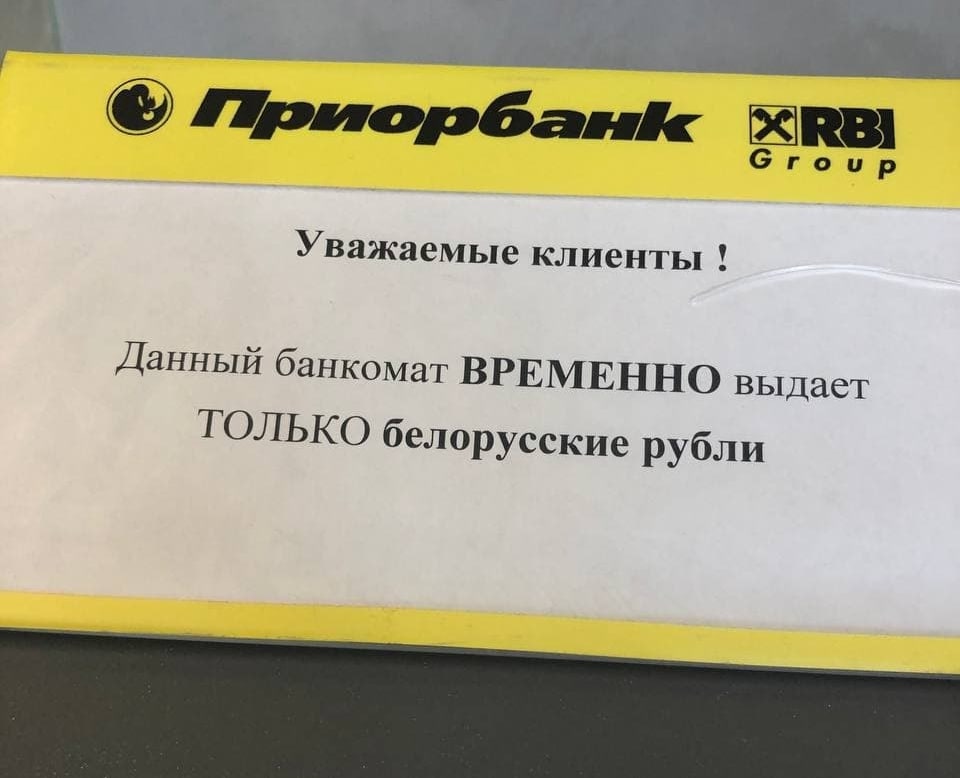 Приорбанк
RBI
Group
Уважаемые клиенты !
Данный банкомат ВРЕМЕННО выдает
ТОЛЬКО белорусские рубли